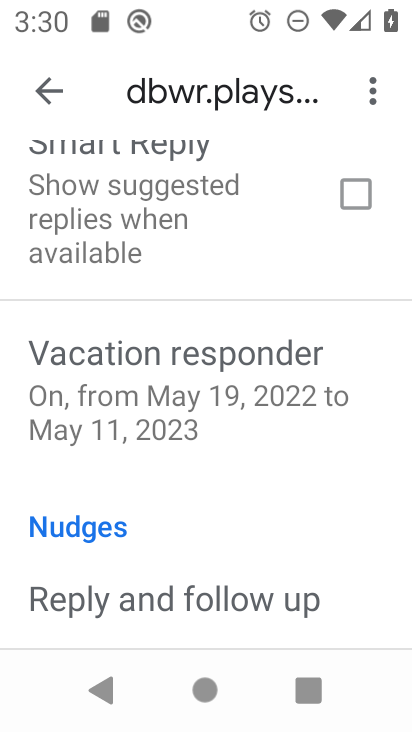 3:30
dbwr.plays...
Smart Reply
Show suggested
replies when
available
Vacation responder
On, from May 19, 2022 to
May 11, 2023
Nudges
Reply and follow up